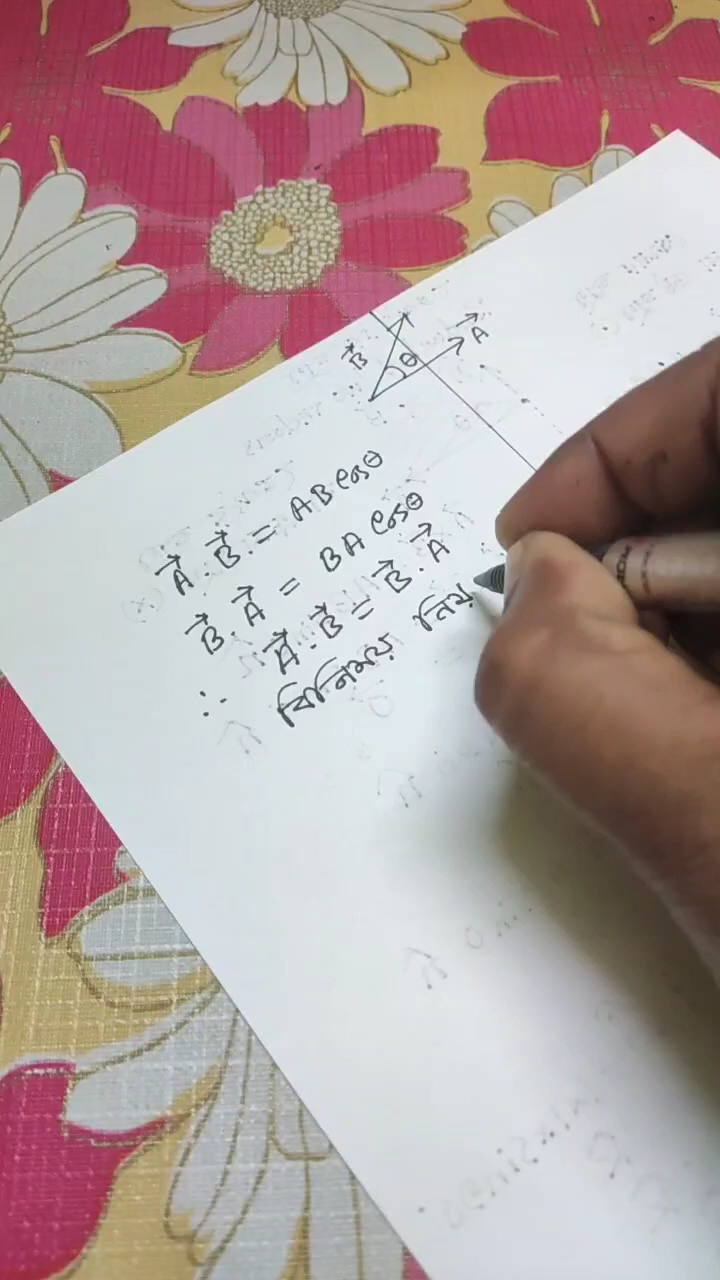 B⃗ θ A⃗
A⃗ . B⃗ = AB cosθ
B⃗ . A⃗ = BA cosθ
∴ A⃗ . B⃗ = B⃗ . A⃗
বিনিময় নিয়